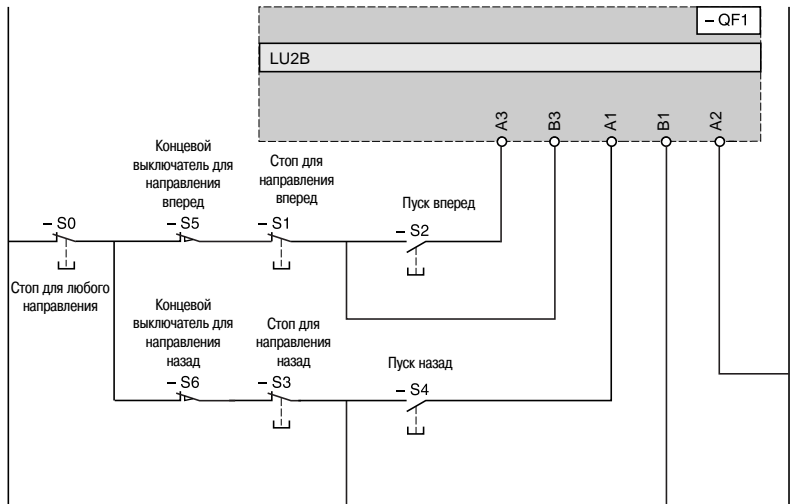 – QF1
LU2B
A3
B3
A1
B1
A2
Концевой
выключатель для
направления
вперед
Стоп для
направления
вперед
Пуск вперед
– S0
– S5
– S1
– S2
Стоп для любого
направления
Концевой
выключатель для
направления
назад
Стоп для
направления
назад
Пуск назад
– S6
– S3
– S4